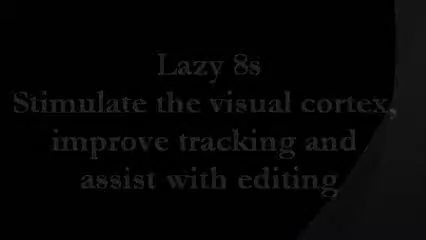 Lazy 8s
Stimulate the visual cortex,
improve tracking and
assist with editing